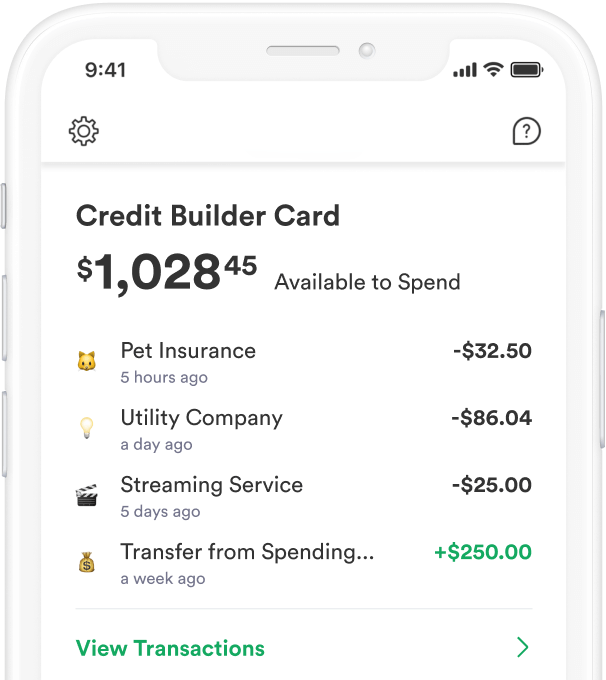 9:41
?
Credit Builder Card
$1,028 45 Available to Spend
Pet Insurance -$32.50
5 hours ago
Utility Company -$86.04
a day ago
Streaming Service -$25.00
5 days ago
$ Transfer from Spending... +$250.00
a week ago
View Transactions